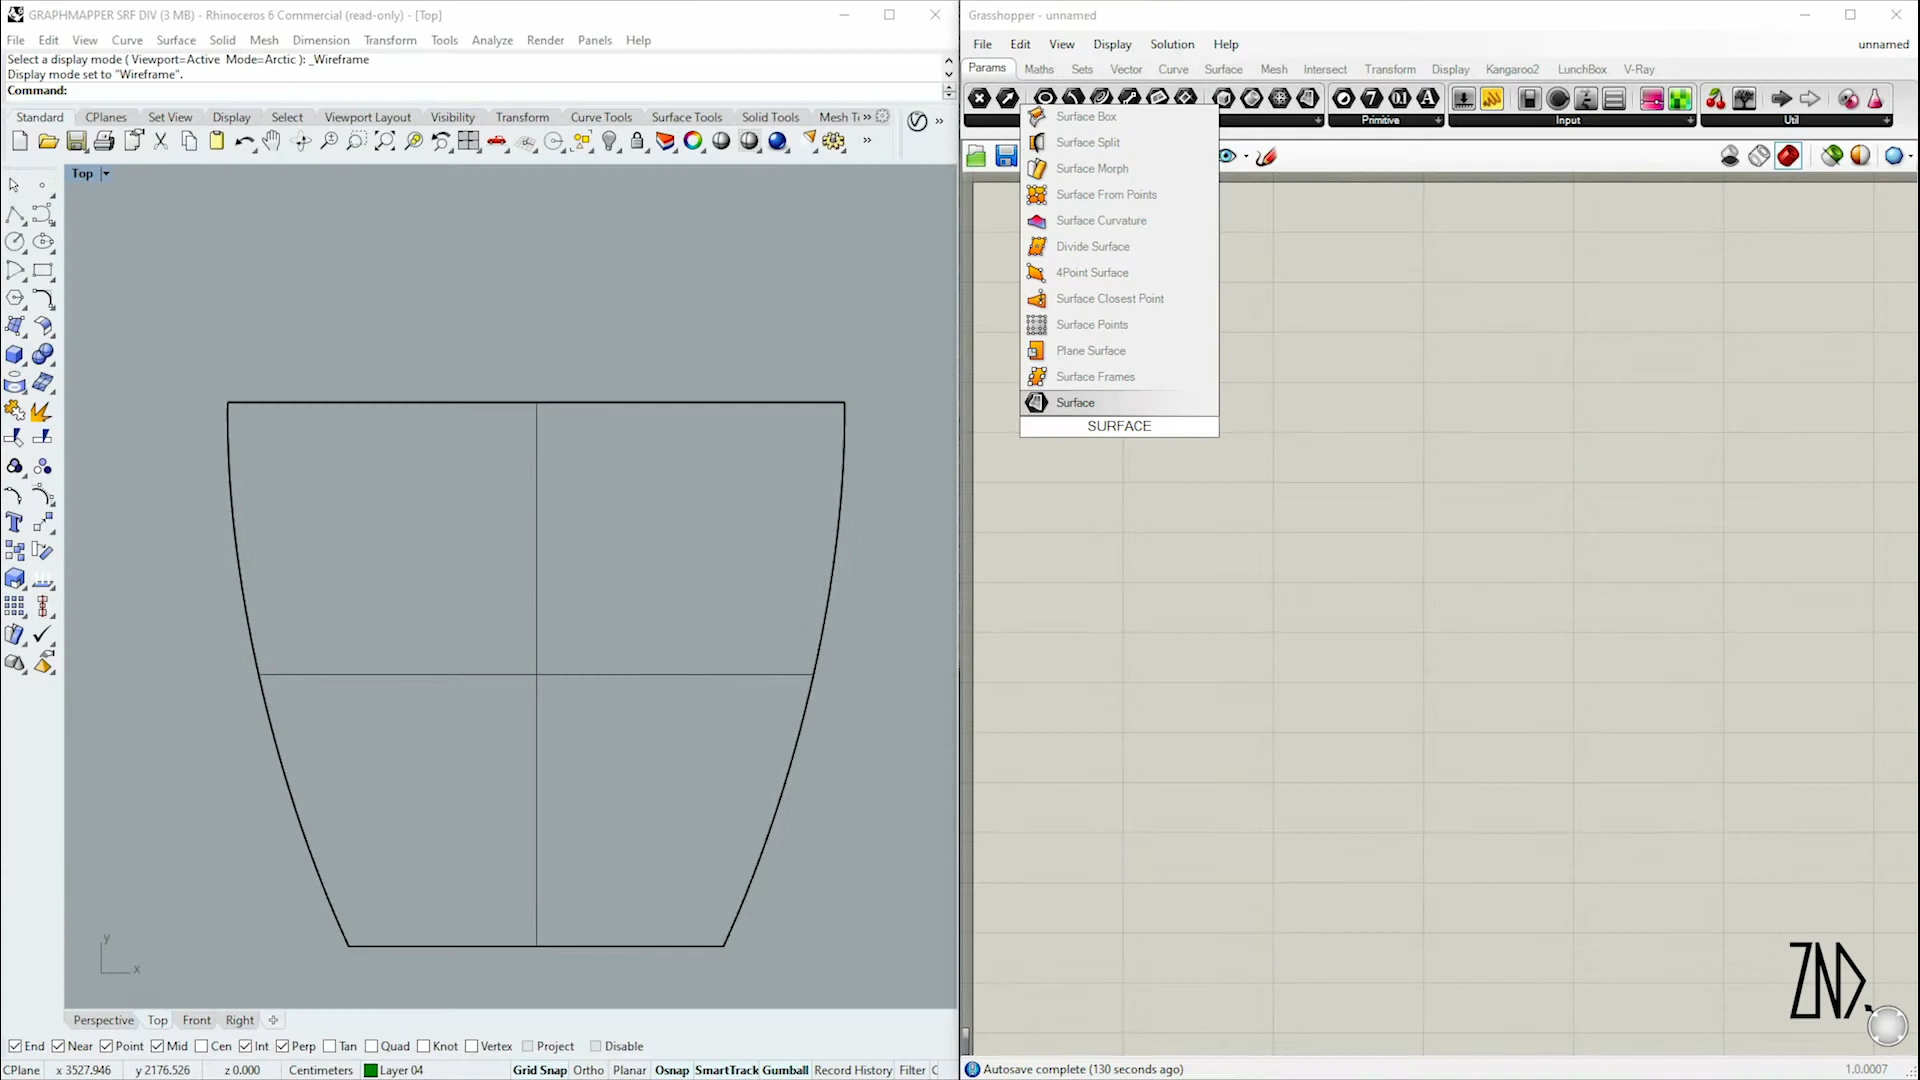 GRAPHMAPPER SRF DIV (3 MB) - Rhinoceros 6 Commercial (read-only) - [Top]
File Edit View Curve Surface Solid Mesh Dimension Transform Tools Analyze Render Panels Help
Select a display mode ( Viewport=Active Mode=Arctic ): _Wireframe
Display mode set to "Wireframe".
Command:
Standard CPlanes Set View Display Select Viewport Layout Visibility Transform Curve Tools Surface Tools Solid Tools Mesh T
Top
y
x
Perspective Top Front Right
End Near Point Mid Cen Int Perp Tan Quad Knot Vertex Project Disable
CPlane x 3527.946 y 2176.526 z 0.000 Centimeters Layer 04 Grid Snap Ortho Planar Osnap SmartTrack Gumball Record History Filter C
Grasshopper - unnamed
File Edit View Display Solution Help unnamed
Params Maths Sets Vector Curve Surface Mesh Intersect Transform Display Kangaroo2 LunchBox V-Ray
Primitive Input Util
Surface Box
Surface Split
Surface Morph
Surface From Points
Surface Curvature
Divide Surface
4Point Surface
Surface Closest Point
Surface Points
Plane Surface
Surface Frames
Surface
SURFACE
ZND
Autosave complete (130 seconds ago) 1.0.0007